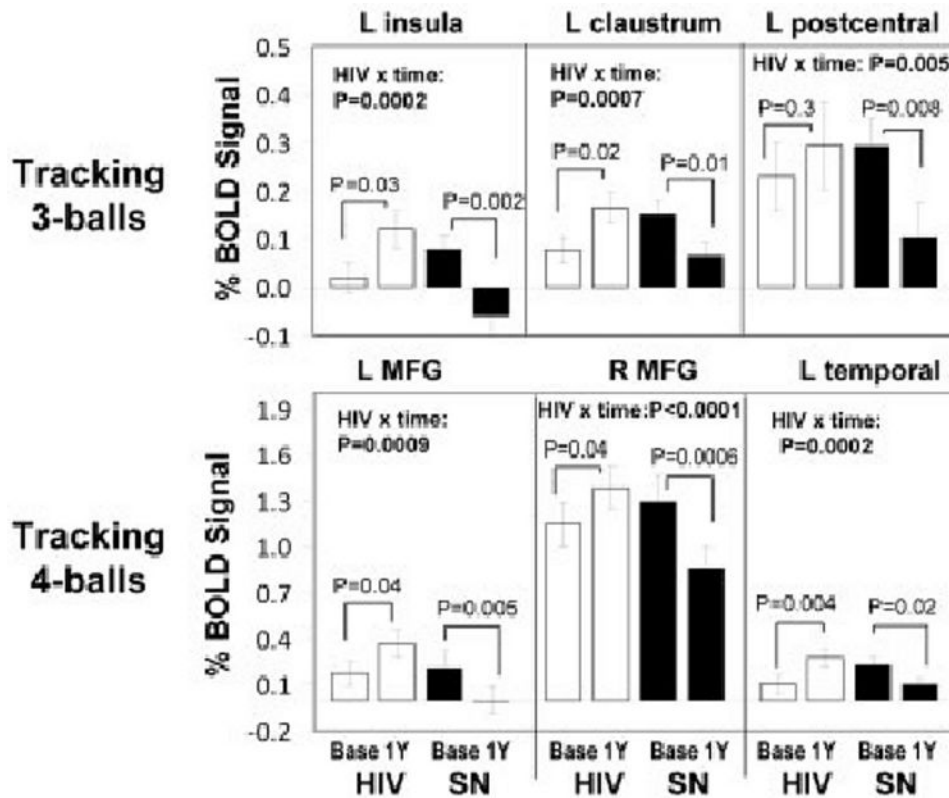 L insula L claustrum L postcentral
Tracking
3-balls
% BOLD Signal
0.5
0.4
0.3
0.2
0.1
0.0
-0.1
HIV x time:
P=0.0002
P=0.03
P=0.002
HIV x time:
P=0.0007
P=0.02
P=0.01
HIV x time: P=0.005
P=0.3
P=0.008
L MFG R MFG L temporal
Tracking
4-balls
% BOLD Signal
1.9
1.6
1.3
1.0
0.7
0.4
0.1
-0.2
HIV x time:
P=0.0009
P=0.04
P=0.005
HIV x time:P<0.0001
P=0.04
P=0.0006
HIV x time:
P=0.0002
P=0.004
P=0.02
Base 1Y Base 1Y Base 1Y Base 1Y Base 1Y Base 1Y
HIV SN HIV SN HIV SN